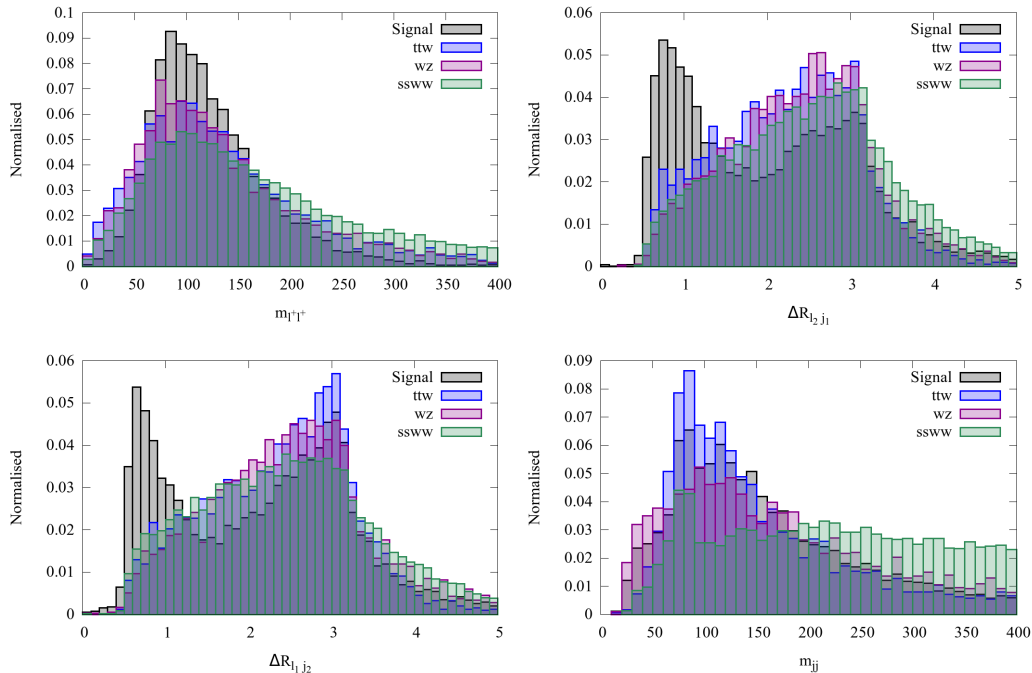 Normalised
0.1
0.09
0.08
0.07
0.06
0.05
0.04
0.03
0.02
0.01
0
0 50 100 150 200 250 300 350 400
m l⁺l⁺
Signal
ttw
wz
ssww
Normalised
0.06
0.05
0.04
0.03
0.02
0.01
0
0 1 2 3 4 5
ΔR l₂ j₁
Signal
ttw
wz
ssww
Normalised
0.06
0.05
0.04
0.03
0.02
0.01
0
0 1 2 3 4 5
ΔR l₁ j₂
Signal
ttw
wz
ssww
Normalised
0.09
0.08
0.07
0.06
0.05
0.04
0.03
0.02
0.01
0
0 50 100 150 200 250 300 350 400
m jj
Signal
ttw
wz
ssww